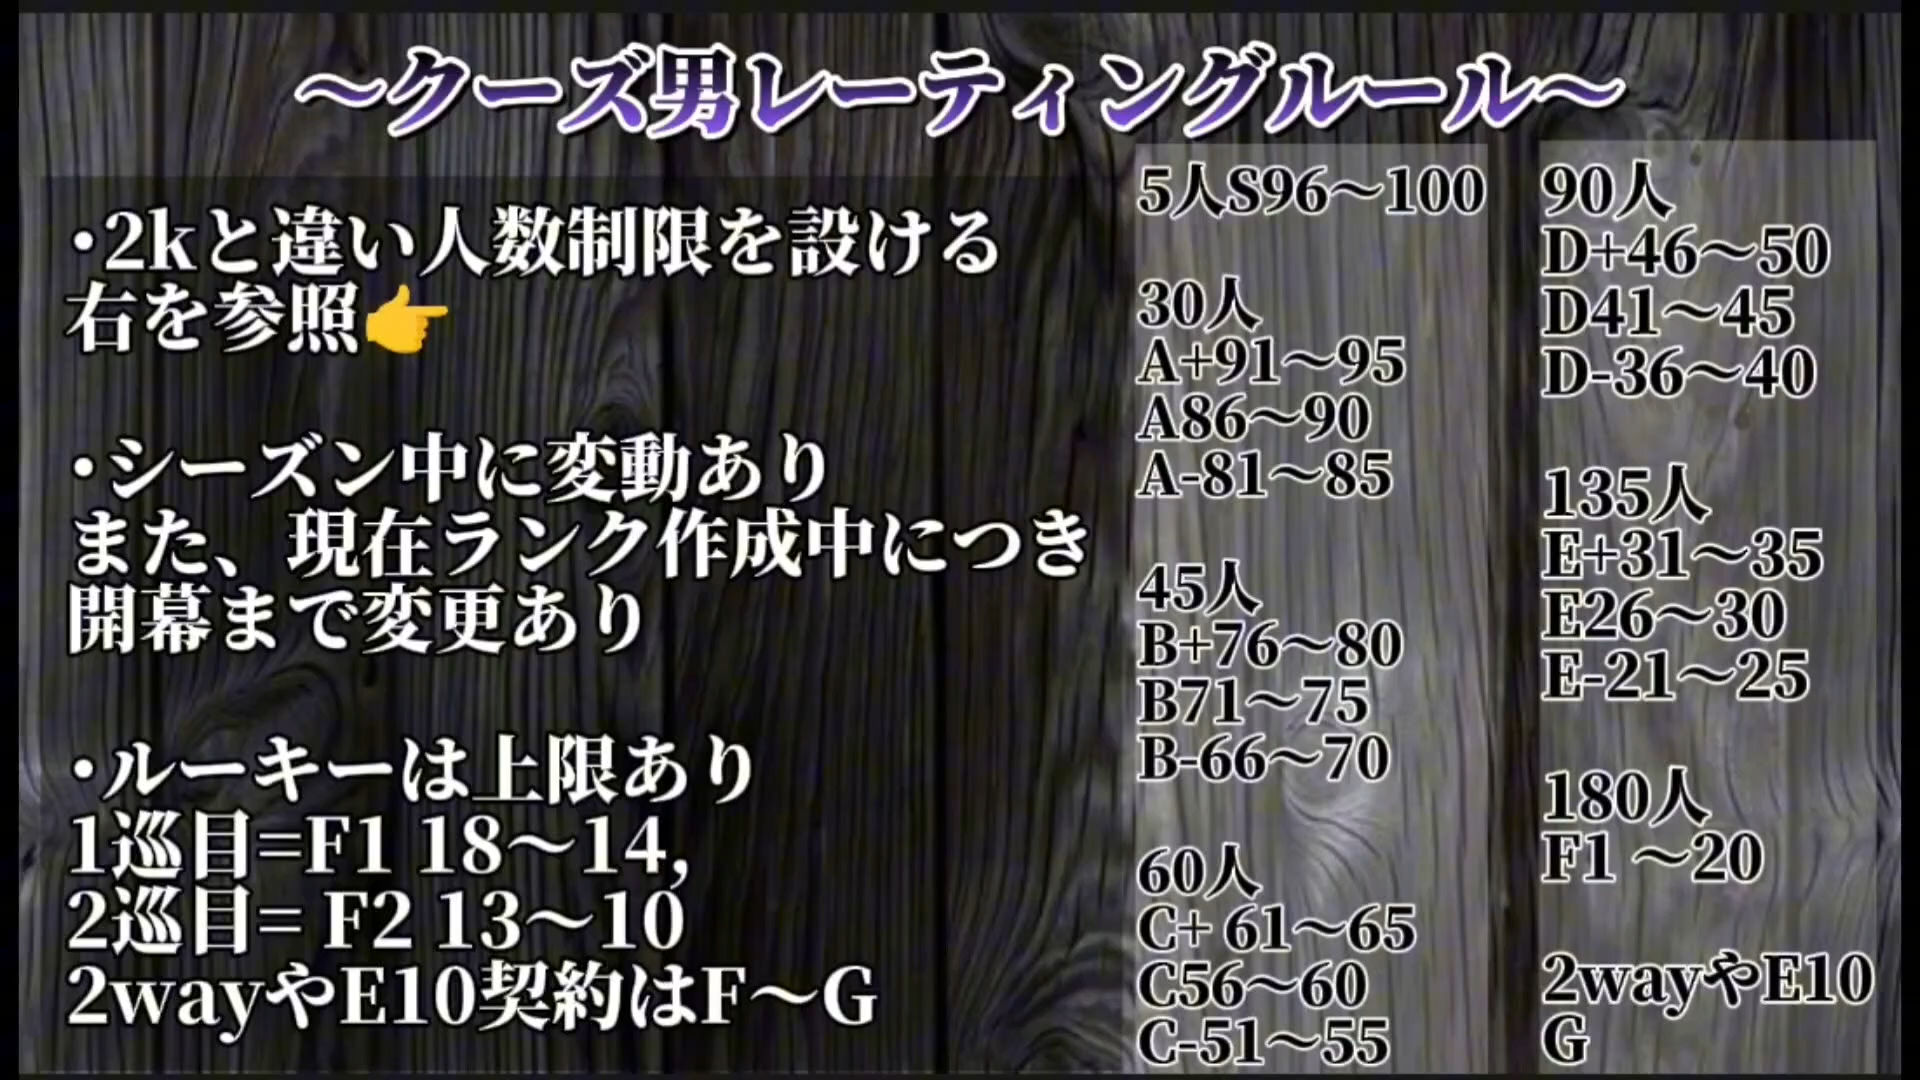 ～クーズ男レーティングルール～
・2kと違い人数制限を設ける
右を参照👉
・シーズン中に変動あり
また、現在ランク作成中につき
開幕まで変更あり
・ルーキーは上限あり
1巡目=F1 18～14,
2巡目= F2 13～10
2wayやE10契約はF～G
5人S96～100
30人
A+91～95
A86～90
A-81～85
45人
B+76～80
B71～75
B-66～70
60人
C+ 61～65
C56～60
C-51～55
90人
D+46～50
D41～45
D-36～40
135人
E+31～35
E26～30
E-21～25
180人
F1 ～20
2wayやE10
G